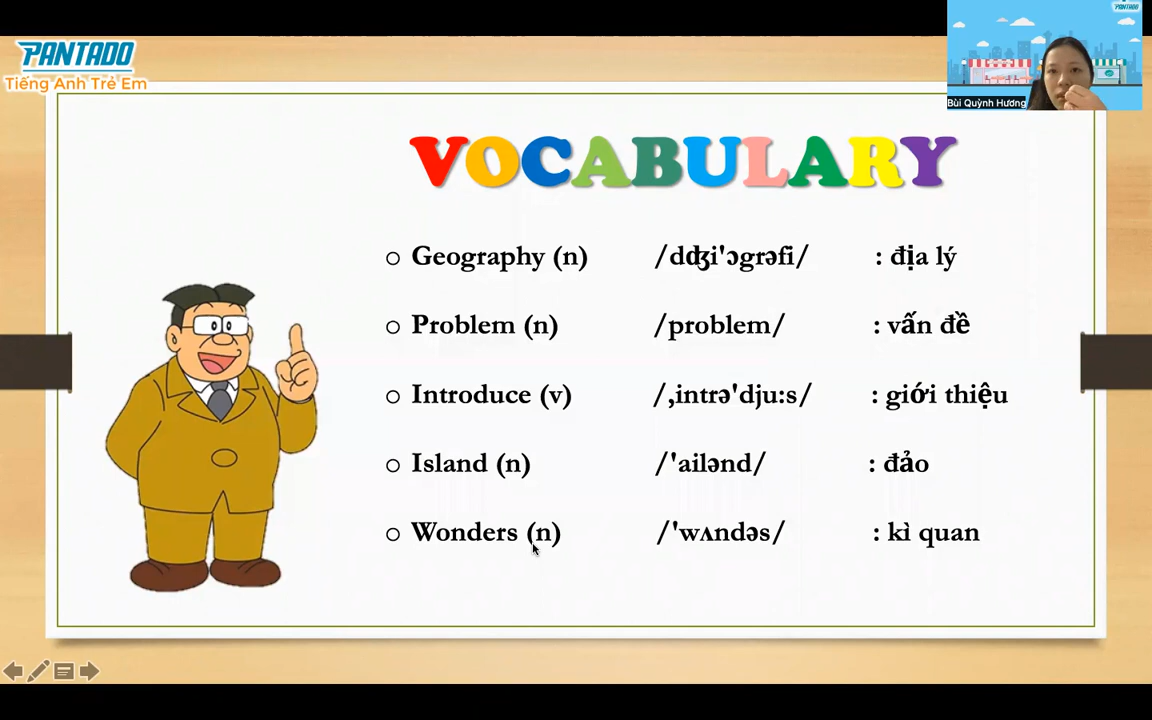 PANTADO
Tiếng Anh Trẻ Em
PANTADO
Bùi Quỳnh Hương
VOCABULARY
Geography (n) /dʤi'ɔgrəfi/ : địa lý
Problem (n) /problem/ : vấn đề
Introduce (v) /,intrə'dju:s/ : giới thiệu
Island (n) /'ailənd/ : đảo
Wonders (n) /'wʌndəs/ : kì quan